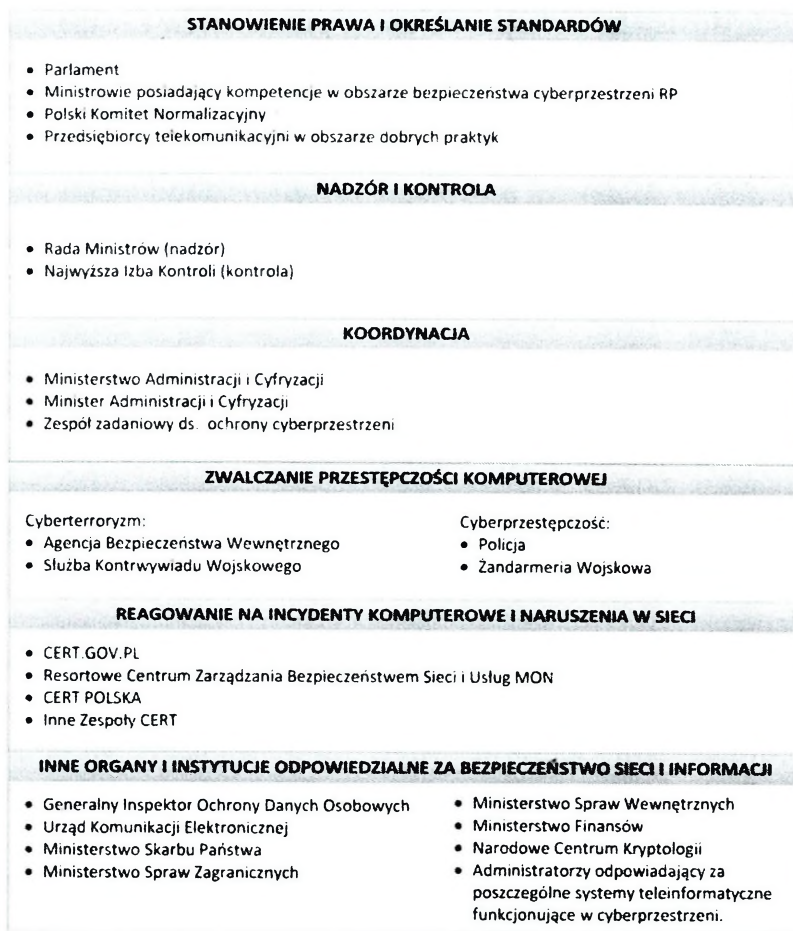 STANOWIENIE PRAWA I OKREŚLANIE STANDARDÓW
• Parlament
• Ministrowie posiadający kompetencje w obszarze bezpieczeństwa cyberprzestrzeni RP
• Polski Komitet Normalizacyjny
• Przedsiębiorcy telekomunikacyjni w obszarze dobrych praktyk
NADZÓR I KONTROLA
• Rada Ministrów (nadzór)
• Najwyższa Izba Kontroli (kontrola)
KOORDYNACJA
• Ministerstwo Administracji i Cyfryzacji
• Minister Administracji i Cyfryzacji
• Zespół zadaniowy ds. ochrony cyberprzestrzeni
ZWALCZANIE PRZESTĘPCZOŚCI KOMPUTEROWEJ
Cyberterroryzm:
• Agencja Bezpieczeństwa Wewnętrznego
• Służba Kontrwywiadu Wojskowego
Cyberprzestępczość:
• Policja
• Żandarmeria Wojskowa
REAGOWANIE NA INCYDENTY KOMPUTEROWE I NARUSZENIA W SIECI
• CERT.GOV.PL
• Resortowe Centrum Zarządzania Bezpieczeństwem Sieci i Usług MON
• CERT POLSKA
• Inne Zespoły CERT
INNE ORGANY I INSTYTUCJE ODPOWIEDZIALNE ZA BEZPIECZEŃSTWO SIECI I INFORMACJI
• Generalny Inspektor Ochrony Danych Osobowych
• Urząd Komunikacji Elektronicznej
• Ministerstwo Skarbu Państwa
• Ministerstwo Spraw Zagranicznych
• Ministerstwo Spraw Wewnętrznych
• Ministerstwo Finansów
• Narodowe Centrum Kryptologii
• Administratorzy odpowiadający za
poszczególne systemy teleinformatyczne
funkcjonujące w cyberprzestrzeni.